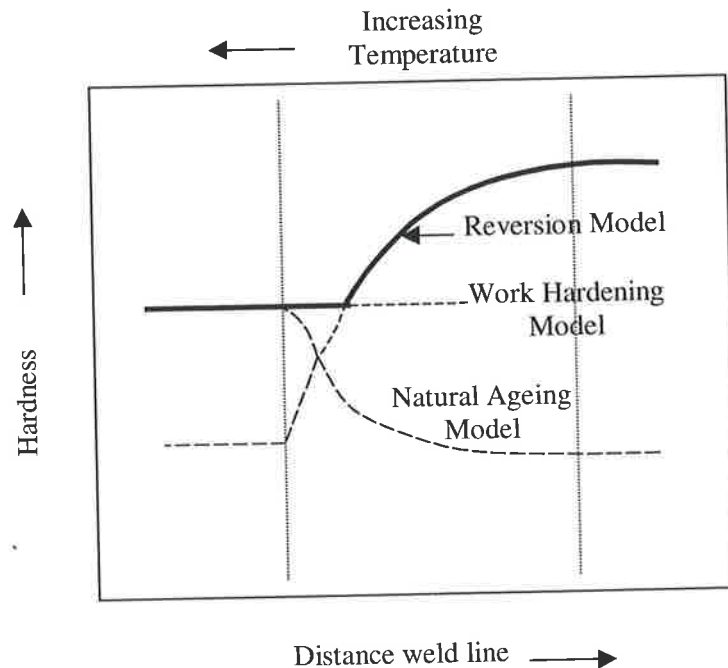 Increasing
Temperature
Reversion Model
Work Hardening
Model
Natural Ageing
Model
Hardness
Distance weld line